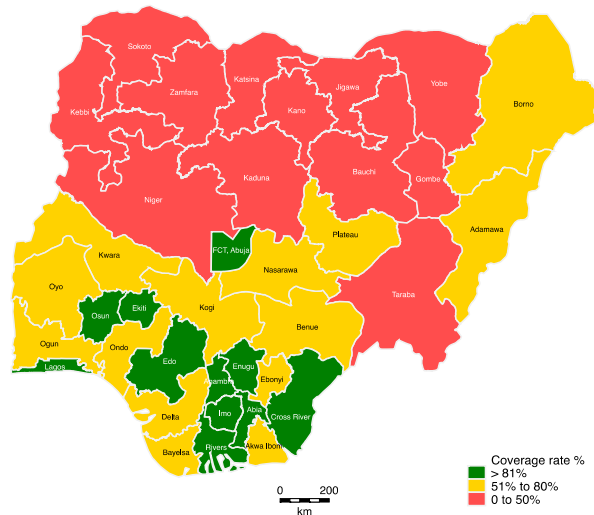 Sokoto
Katsina
Jigawa
Yobe
Zamfara
Borno
Kebbi
Kano
Bauchi
Kaduna
Gombe
Niger
Adamawa
Plateau
FCT, Abuja
Kwara
Nasarawa
Oyo
Taraba
Kogi
Ekiti
Osun
Benue
Ogun
Ondo
Edo
Enugu
Lagos
Anambra
Ebonyi
Imo
Abia
Delta
Cross River
Rivers
Akwa Ibom
Bayelsa
Coverage rate %
> 81%
51% to 80%
0 to 50%
0 200
km